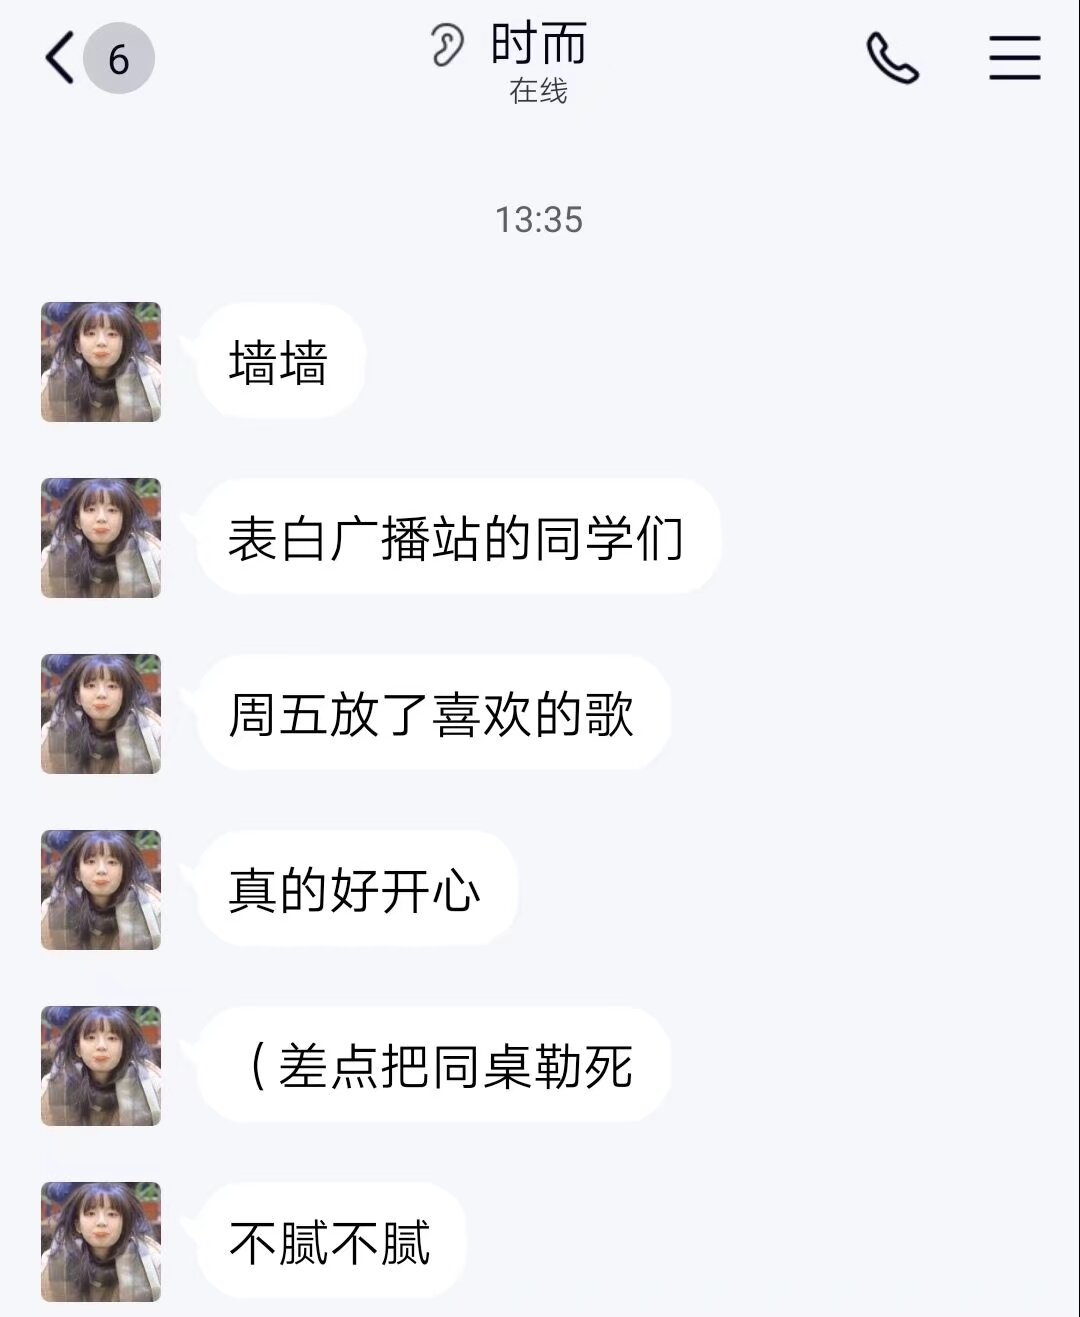 6
时而
在线
13:35
墙墙
表白广播站的同学们
周五放了喜欢的歌
真的好开心
（差点把同桌勒死
不腻不腻